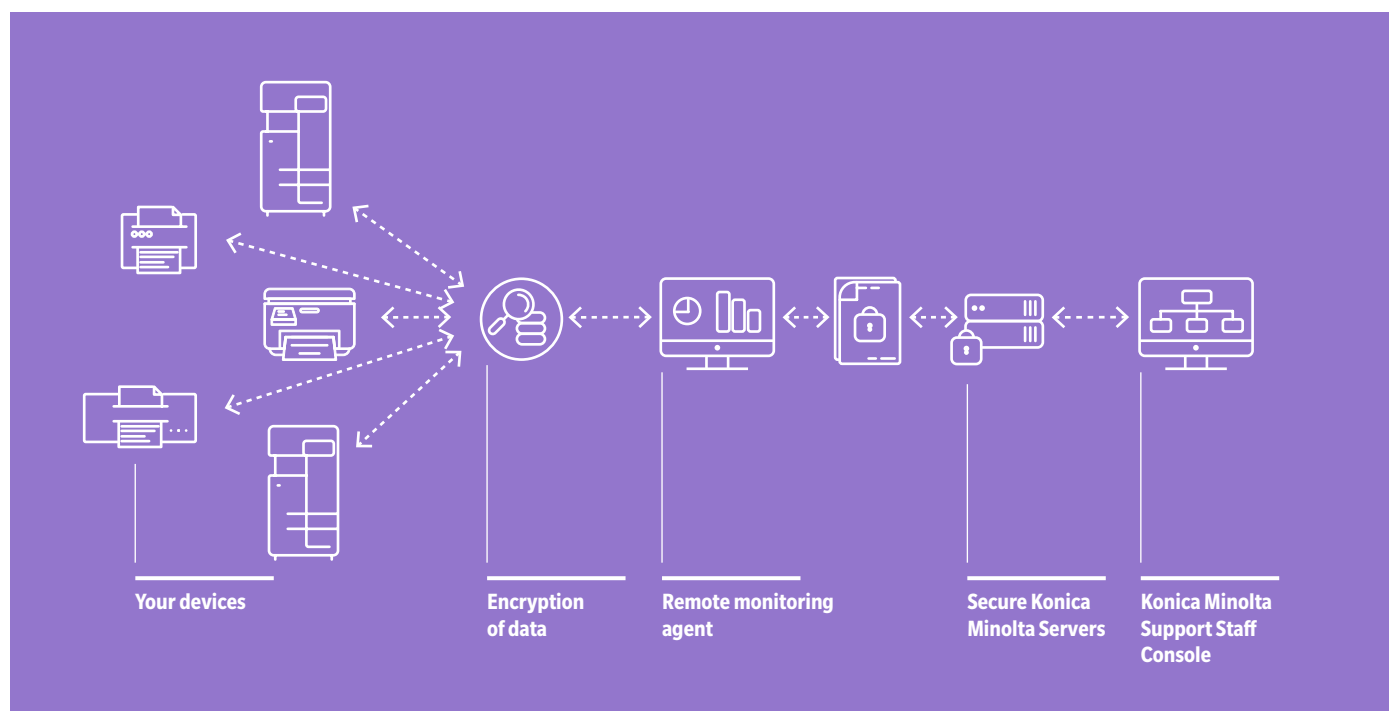 Your devices
Encryption
of data
Remote monitoring
agent
Secure Konica
Minolta Servers
Konica Minolta
Support Staff
Console